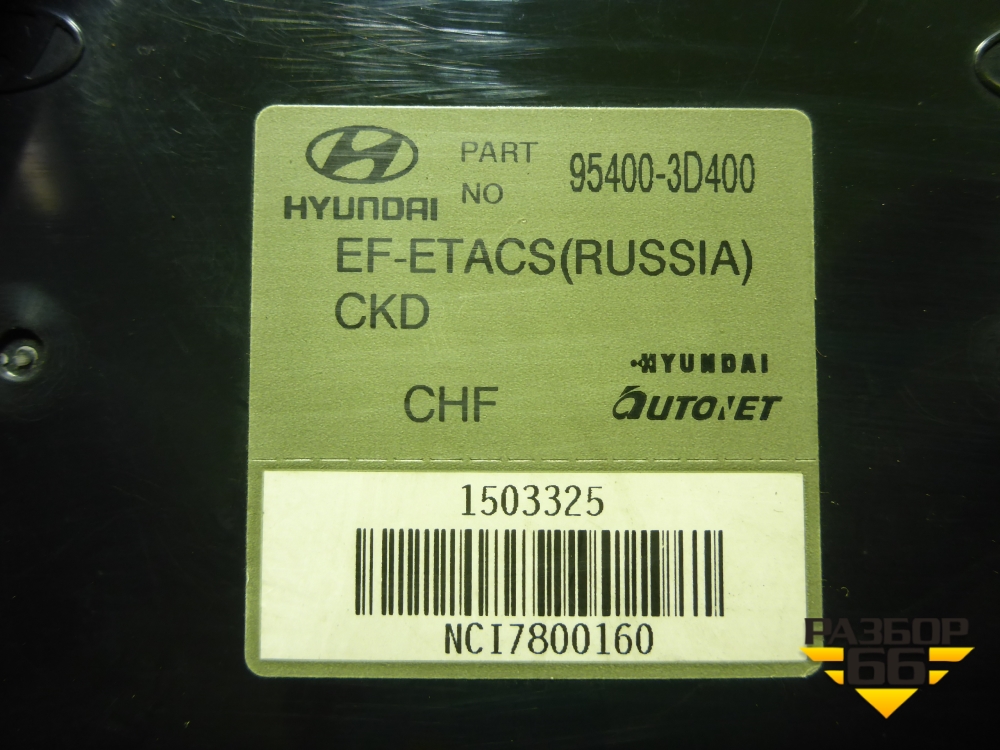 HYUNDAI
PART NO 95400-3D400
EF-ETACS(RUSSIA)
CKD
HYUNDAI
CHF AUTONET
1503325
NCI7800160
РАЗБОР
66